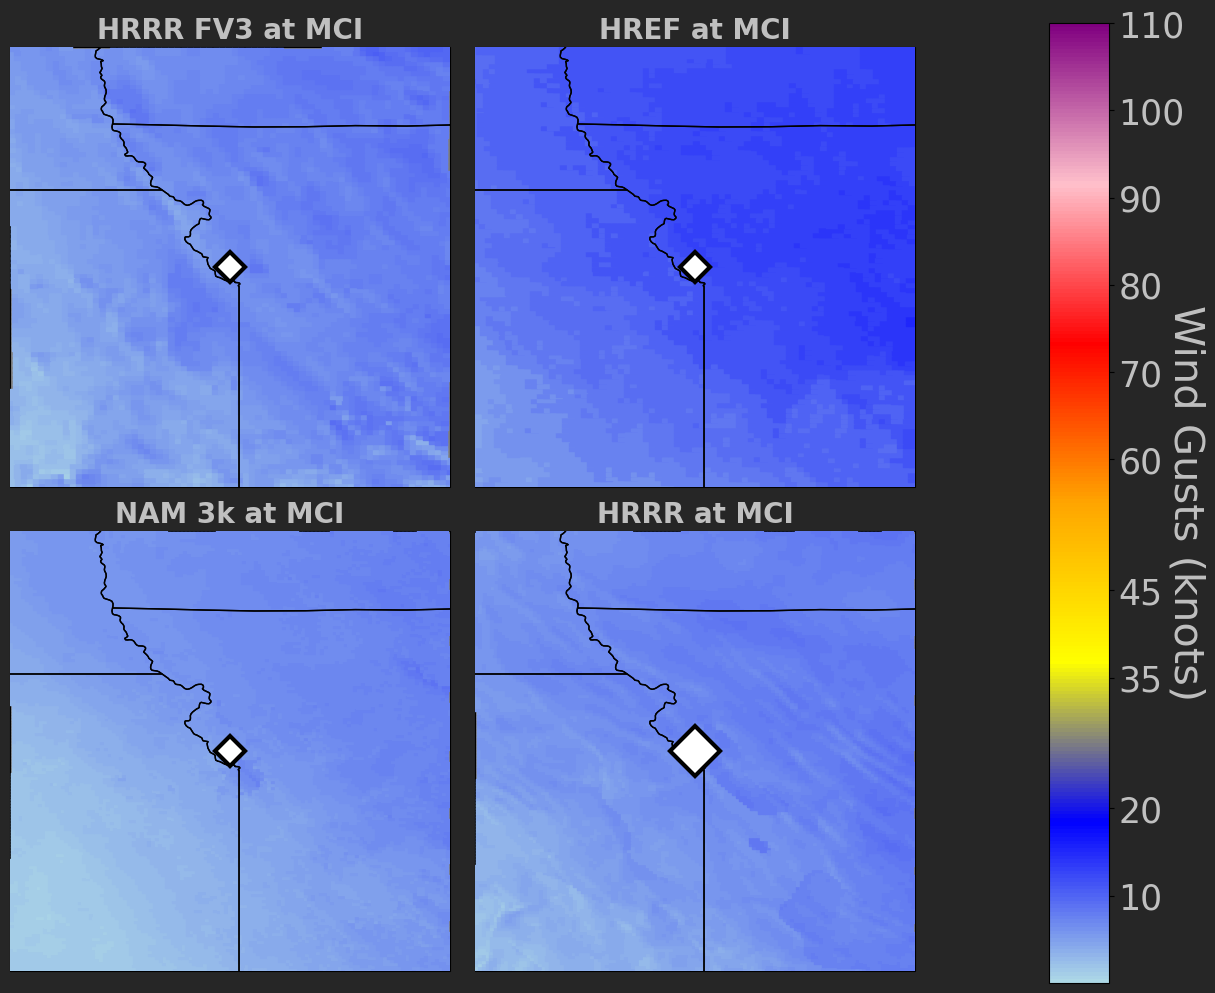 HRRR FV3 at MCI
HREF at MCI
NAM 3k at MCI
HRRR at MCI
110
100
90
80
70
60
45
35
20
10
Wind Gusts (knots)